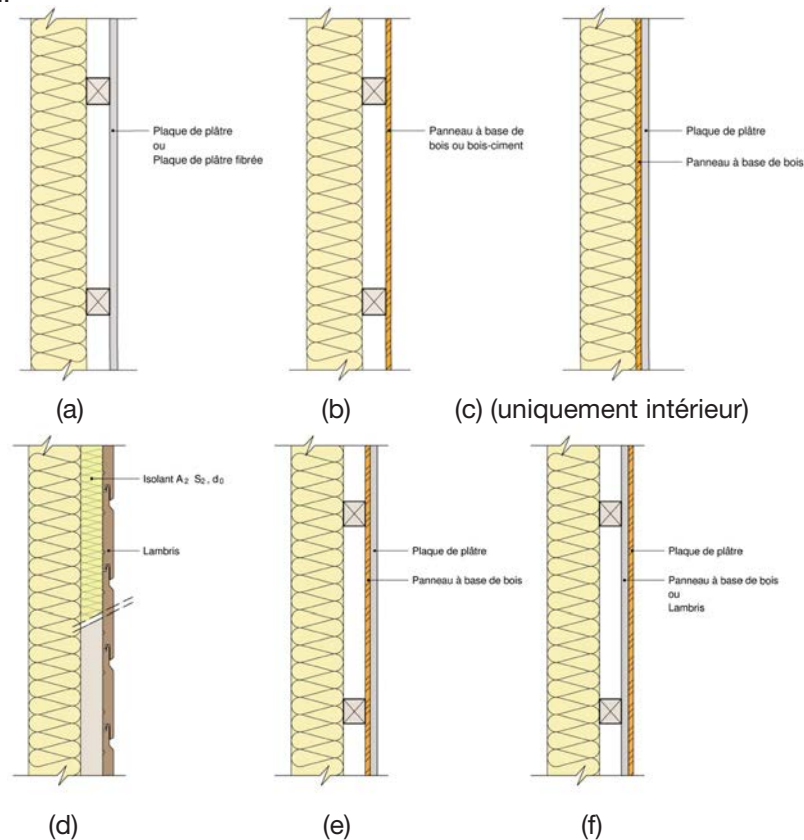 Plaque de plâtre
ou
Plaque de plâtre fibrée
Panneau à base de
bois ou bois-ciment
Plaque de plâtre
Panneau à base de bois
(a)
(b)
(c) (uniquement intérieur)
Isolant A2 S2, d0
Lambris
Plaque de plâtre
Panneau à base de bois
Plaque de plâtre
Panneau à base de bois
ou
Lambris
(d)
(e)
(f)